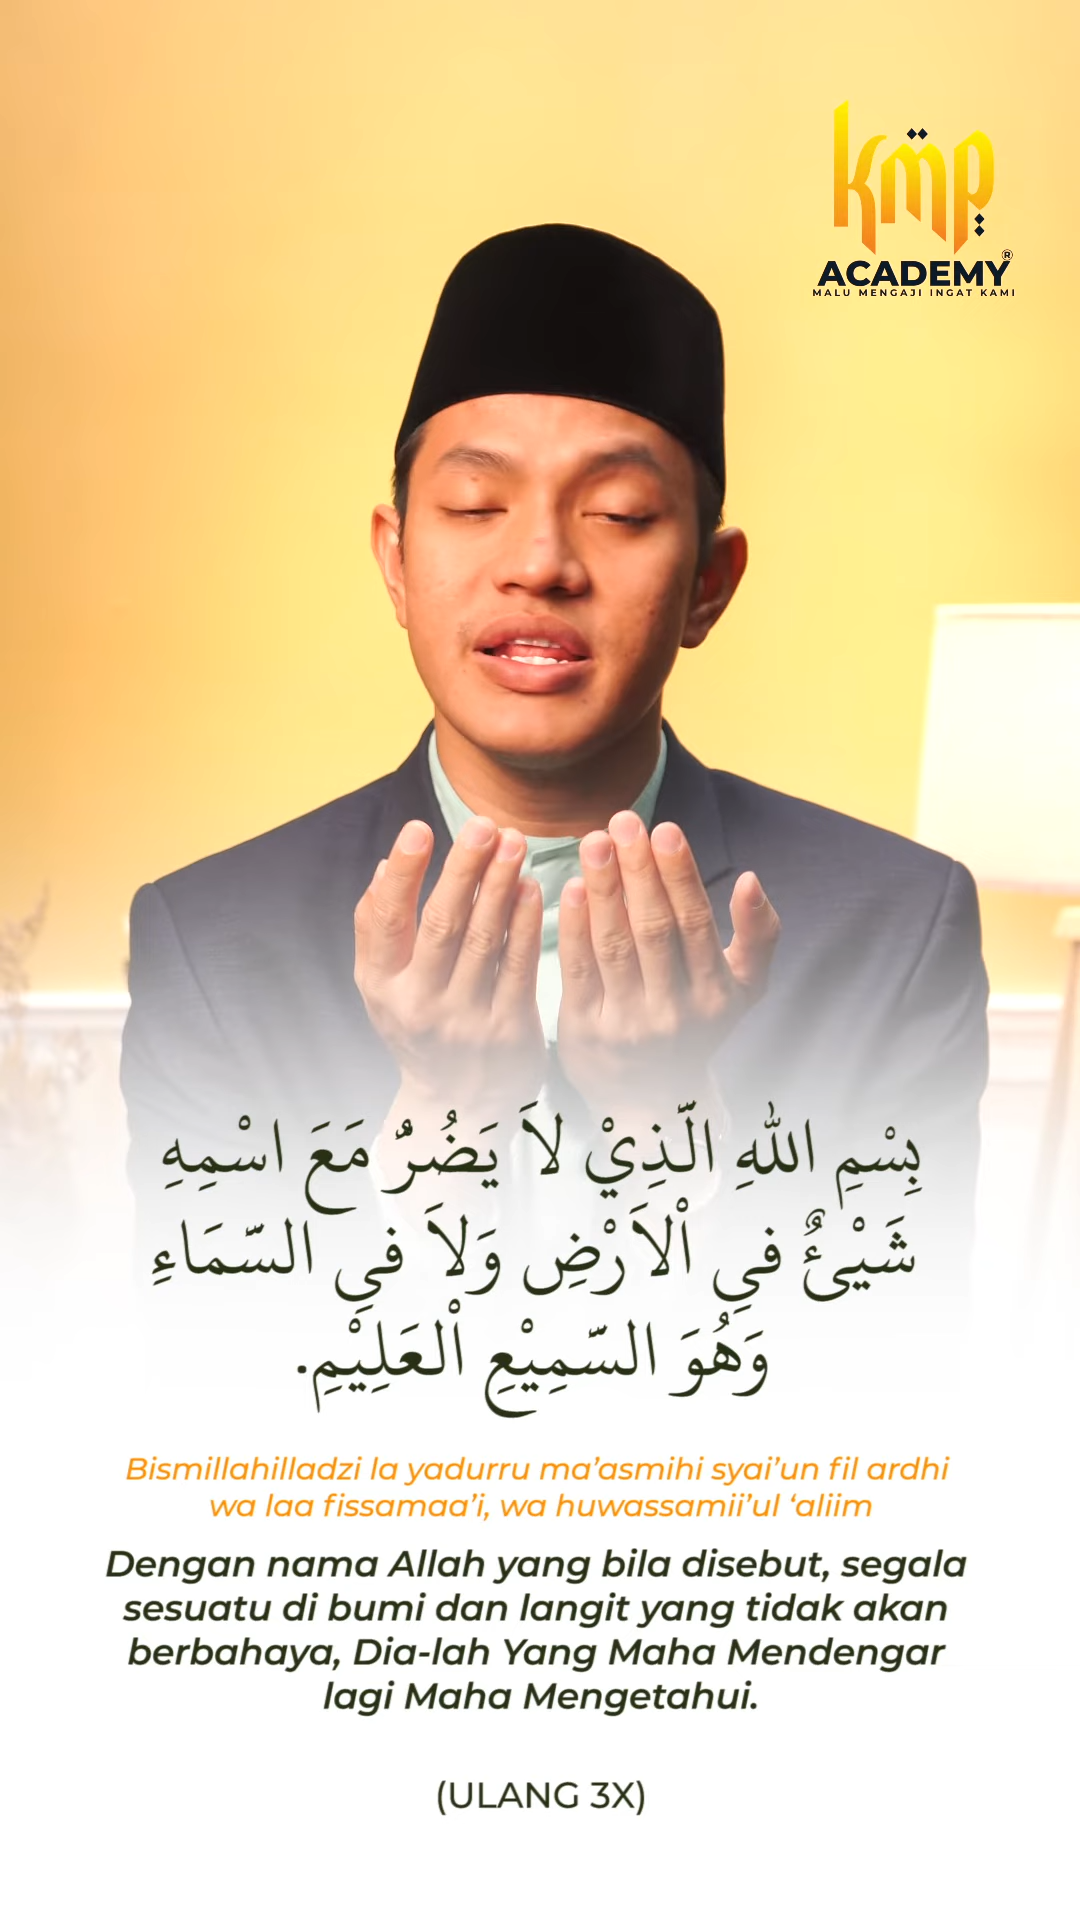 kmp
ACADEMY®
MALU MENGAJI INGAT KAMI
بِسْمِ اللهِ الَّذِيْ لاَ يَضُرُّ مَعَ اسْمِهِ
شَيْئٌ فِي اْلاَرْضِ وَلاَ فِي السَّمَاءِ
وَهُوَ السَّمِيْعِ اْلعَلِيْمِ.
Bismillahilladzi la yadurru ma’asmihi syai’un fil ardhi
wa laa fissamaa’i, wa huwassamii’ul ‘aliim
Dengan nama Allah yang bila disebut, segala
sesuatu di bumi dan langit yang tidak akan
berbahaya, Dia-lah Yang Maha Mendengar
lagi Maha Mengetahui.
(ULANG 3X)